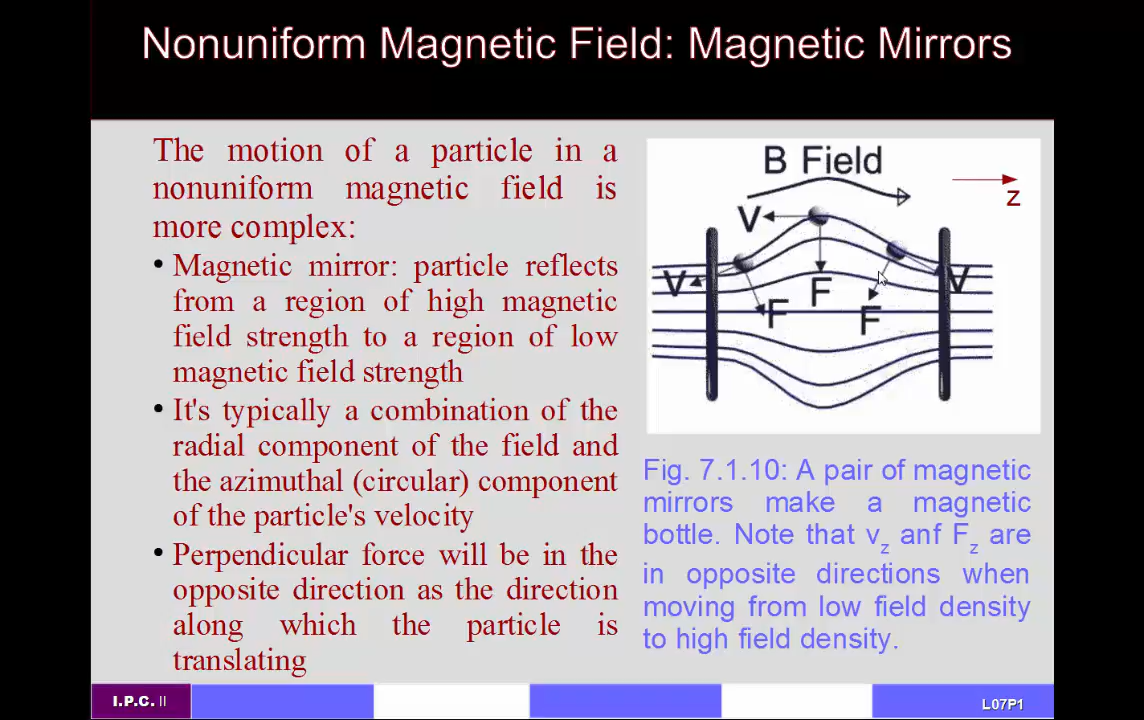 Nonuniform Magnetic Field: Magnetic Mirrors
The motion of a particle in a
nonuniform magnetic field is
more complex:
• Magnetic mirror: particle reflects
from a region of high magnetic
field strength to a region of low
magnetic field strength
• It's typically a combination of the
radial component of the field and
the azimuthal (circular) component
of the particle's velocity
• Perpendicular force will be in the
opposite direction as the direction
along which the particle is
translating
B Field
z
V
V
V
F
F
F
Fig. 7.1.10: A pair of magnetic
mirrors make a magnetic
bottle. Note that vz anf Fz are
in opposite directions when
moving from low field density
to high field density.
I.P.C. II
L07P1